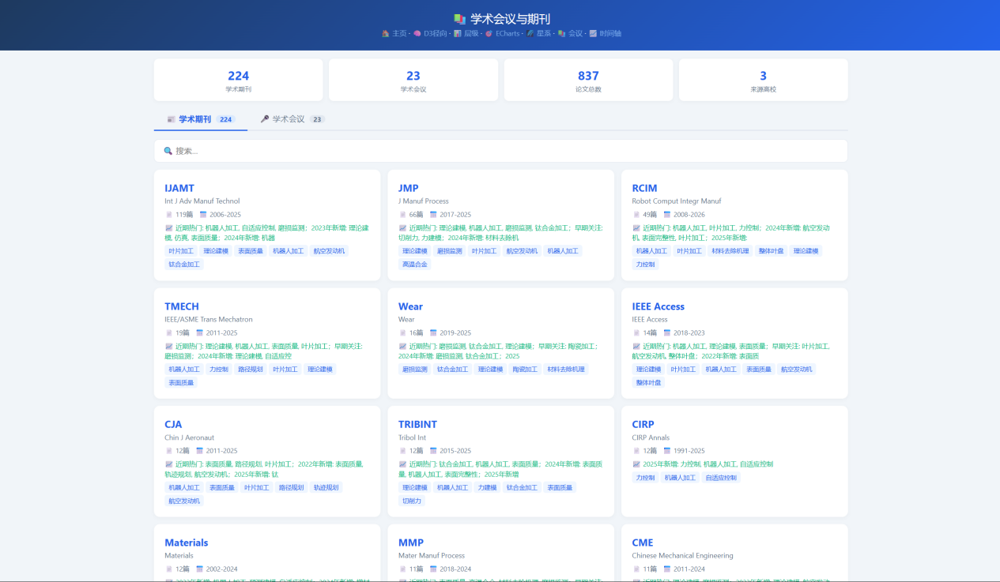 学术会议与期刊
主页 - D3径向 - 层级 - ECharts - 星系 - 会议 - 时间轴
224
学术期刊
23
学术会议
837
论文总数
3
来源高校
学术期刊 224
学术会议 23
搜索...
IJAMT
Int J Adv Manuf Technol
119篇 2006-2025
近期热门: 机器人加工, 自适应控制, 磨损监测；2023年新增: 理论建
模, 仿真, 表面质量；2024年新增: 机器
叶片加工 理论建模 表面质量 机器人加工 航空发动机
钛合金加工
JMP
J Manuf Process
66篇 2017-2025
近期热门: 理论建模, 机器人加工, 磨损监测, 钛合金加工；早期关注:
切削力, 力建模；2024年新增: 材料去除机
理论建模 磨损监测 叶片加工 航空发动机 机器人加工
高温合金
RCIM
Robot Comput Integr Manuf
49篇 2008-2026
近期热门: 机器人加工, 叶片加工, 力控制；2024年新增: 航空发动
机, 表面完整性, 叶片加工；2025年新增:
机器人加工 叶片加工 材料去除机理 整体叶盘 理论建模
力控制
TMECH
IEEE/ASME Trans Mechatron
19篇 2011-2025
近期热门: 理论建模, 机器人加工, 表面质量, 叶片加工；早期关注:
磨损监测；2024年新增: 理论建模, 自适应控
机器人加工 力控制 路径规划 叶片加工 理论建模
表面质量
Wear
Wear
16篇 2019-2025
近期热门: 磨损监测, 钛合金加工, 理论建模；早期关注: 陶瓷加工；
2024年新增: 磨损监测, 钛合金加工；2025
磨损监测 钛合金加工 理论建模 陶瓷加工 材料去除机理
IEEE Access
IEEE Access
14篇 2018-2023
近期热门: 机器人加工, 理论建模, 表面质量；早期关注: 叶片加工,
航空发动机, 整体叶盘；2022年新增: 表面质
理论建模 叶片加工 机器人加工 表面质量 航空发动机
整体叶盘
CJA
Chin J Aeronaut
12篇 2011-2025
近期热门: 表面质量, 路径规划, 叶片加工；2022年新增: 表面质量,
轨迹规划, 航空发动机；2025年新增: 钛
机器人加工 表面质量 叶片加工 路径规划 轨迹规划
航空发动机
TRIBINT
Tribol Int
12篇 2015-2025
近期热门: 钛合金加工, 机器人加工, 表面质量；2024年新增: 表面质
量, 机器人加工, 表面完整性；2025年新增
理论建模 机器人加工 力建模 钛合金加工 表面质量
切削力
CIRP
CIRP Annals
12篇 1991-2025
2025年新增: 力控制, 机器人加工, 自适应控制
力控制 机器人加工 自适应控制
Materials
Materials
12篇 2002-2024
MMP
Mater Manuf Process
11篇 2018-2024
CME
Chinese Mechanical Engineering
11篇 2011-2024